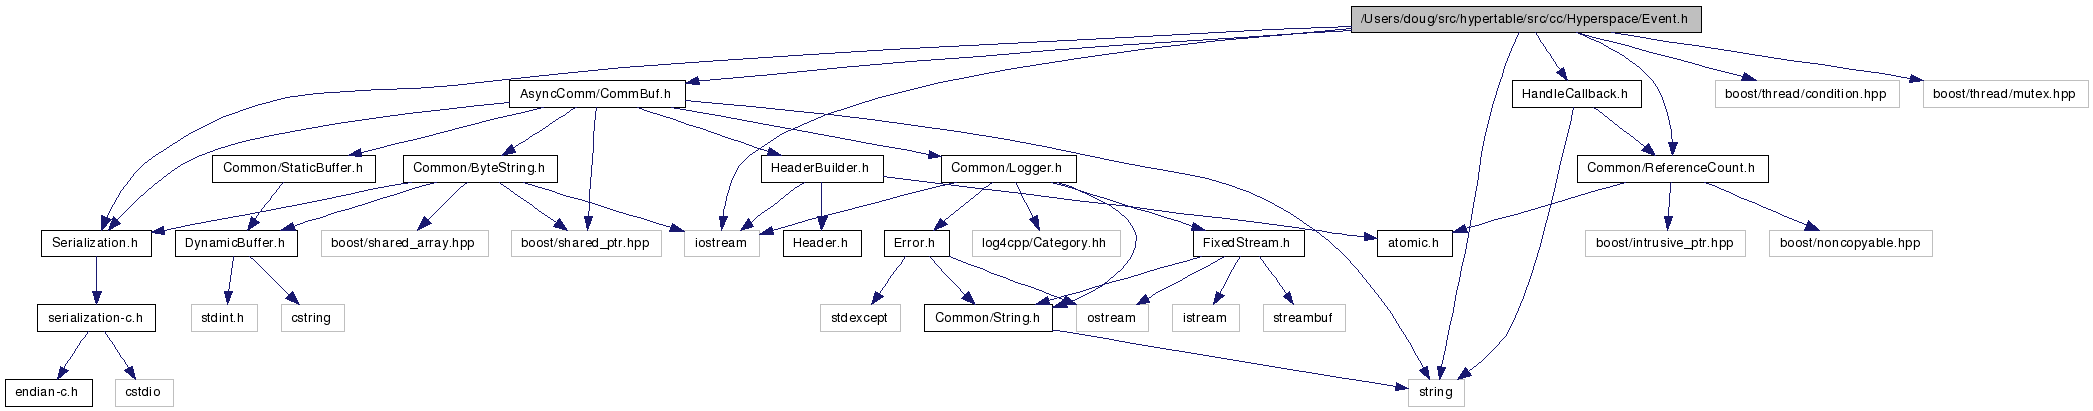 /Users/doug/src/hypertable/src/cc/Hyperspace/Event.h
AsyncComm/CommBuf.h
HandleCallback.h
boost/thread/condition.hpp
boost/thread/mutex.hpp
Common/StaticBuffer.h
Common/ByteString.h
HeaderBuilder.h
Common/Logger.h
Common/ReferenceCount.h
Serialization.h
DynamicBuffer.h
boost/shared_array.hpp
boost/shared_ptr.hpp
iostream
Header.h
Error.h
log4cpp/Category.hh
FixedStream.h
atomic.h
boost/intrusive_ptr.hpp
boost/noncopyable.hpp
serialization-c.h
stdint.h
cstring
stdexcept
Common/String.h
ostream
istream
streambuf
endian-c.h
cstdio
string